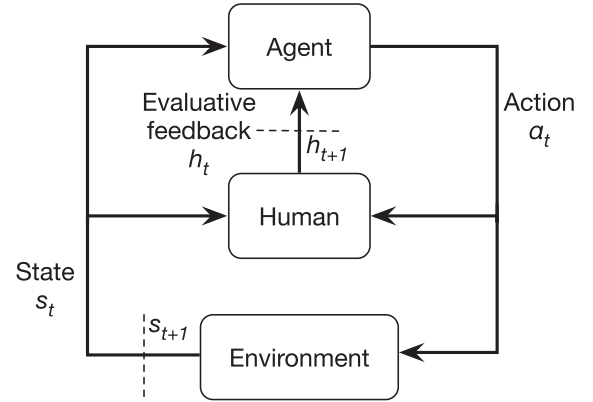 Agent
Evaluative
feedback
h_t
h_{t+1}
Action
a_t
Human
State
s_t
s_{t+1}
Environment